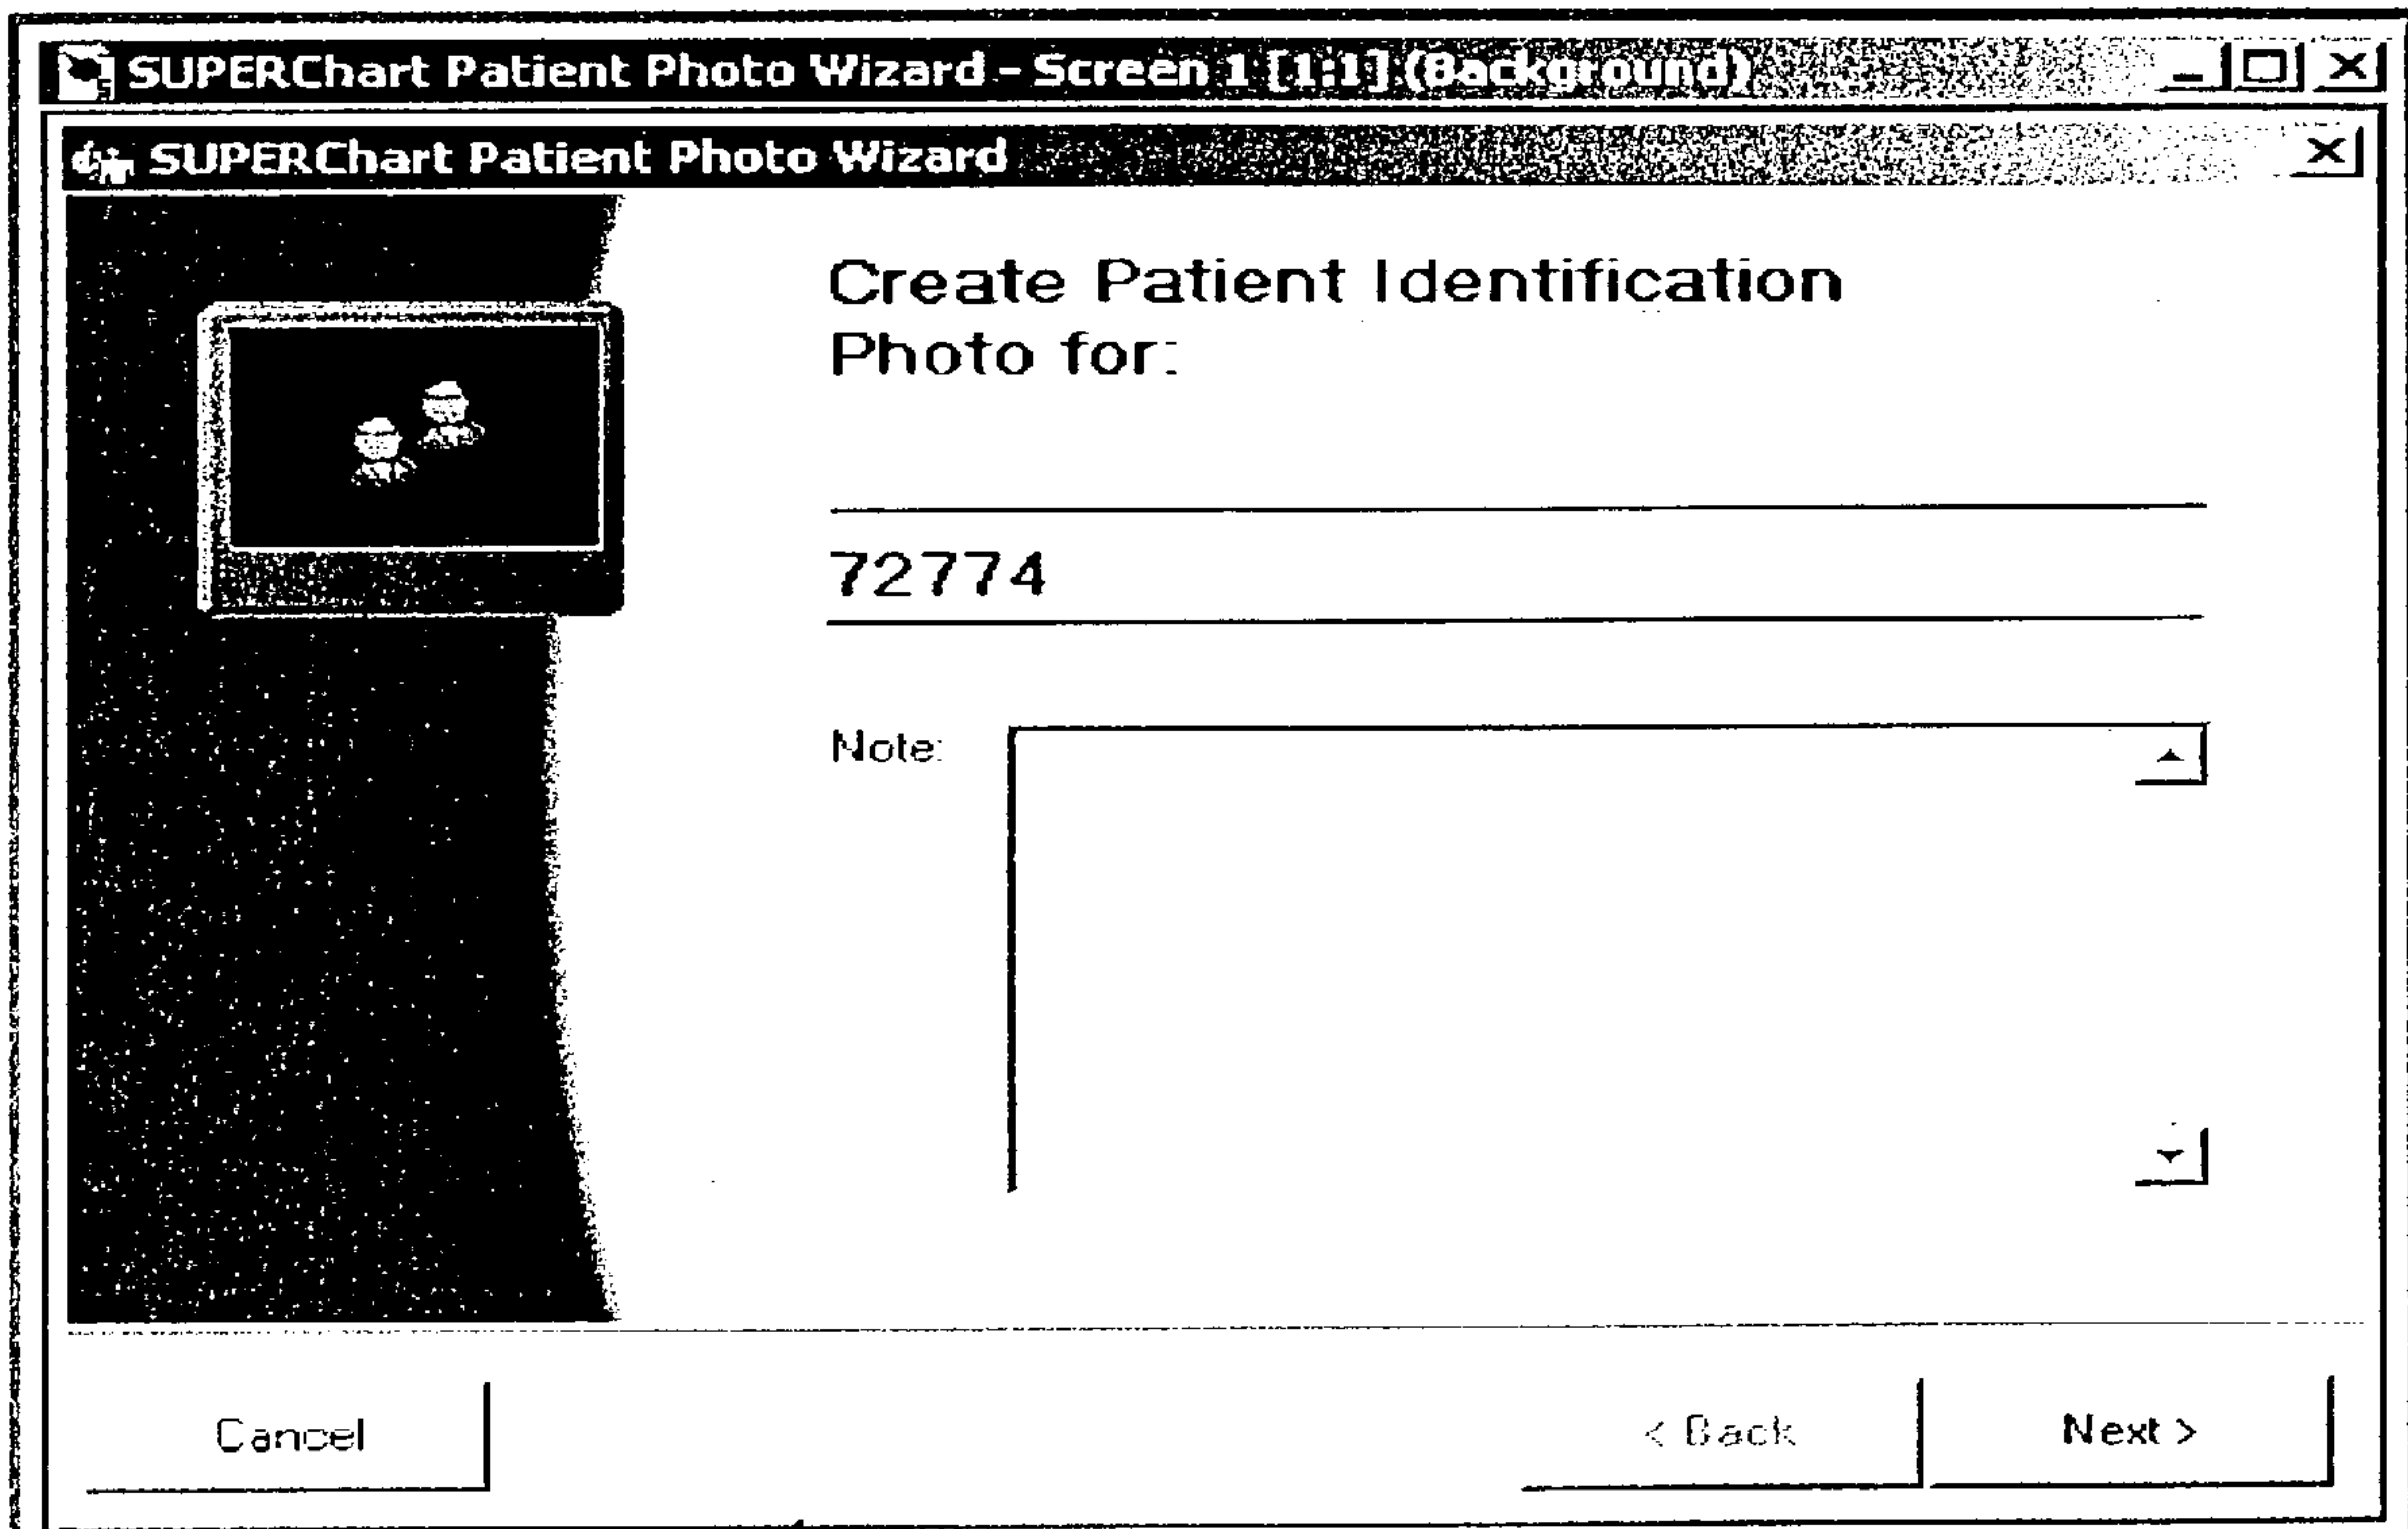 SUPERChart Patient Photo Wizard - Screen 1 [1:1] (Background)
SUPERChart Patient Photo Wizard
Create Patient Identification
Photo for:
72774
Note:
Cancel
< Back
Next >